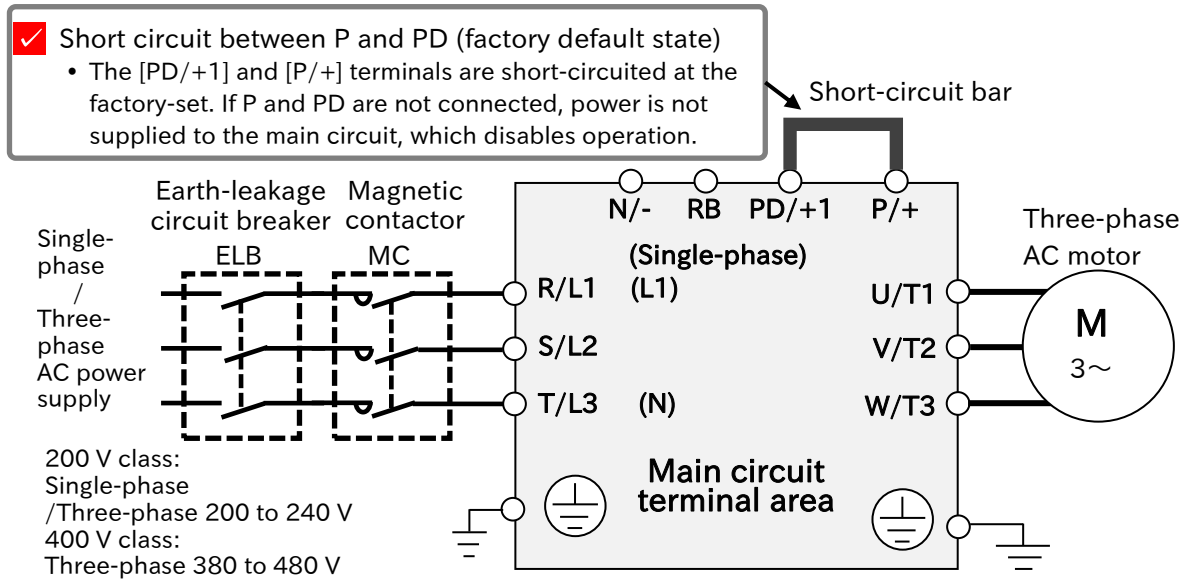 Short circuit between P and PD (factory default state)
• The [PD/+1] and [P/+] terminals are short-circuited at the
factory-set. If P and PD are not connected, power is not
supplied to the main circuit, which disables operation.
Short-circuit bar
Earth-leakage
circuit breaker
ELB
Magnetic
contactor
MC
N/-
RB
PD/+1
P/+
Three-phase
AC motor
Single-
phase
/
Three-
phase
AC power
supply
(Single-phase)
R/L1
(L1)
U/T1
S/L2
V/T2
T/L3
(N)
W/T3
M
3～
Main circuit
terminal area
200 V class:
Single-phase
/Three-phase 200 to 240 V
400 V class:
Three-phase 380 to 480 V